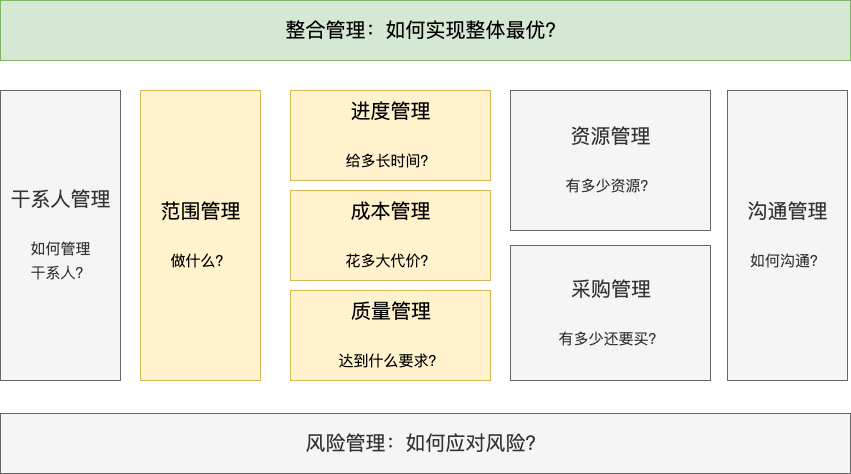 整合管理：如何实现整体最优？
干系人管理
如何管理
干系人？
范围管理
做什么？
进度管理
给多长时间？
成本管理
花多大代价？
质量管理
达到什么要求？
资源管理
有多少资源？
采购管理
有多少还要买？
沟通管理
如何沟通？
风险管理：如何应对风险？